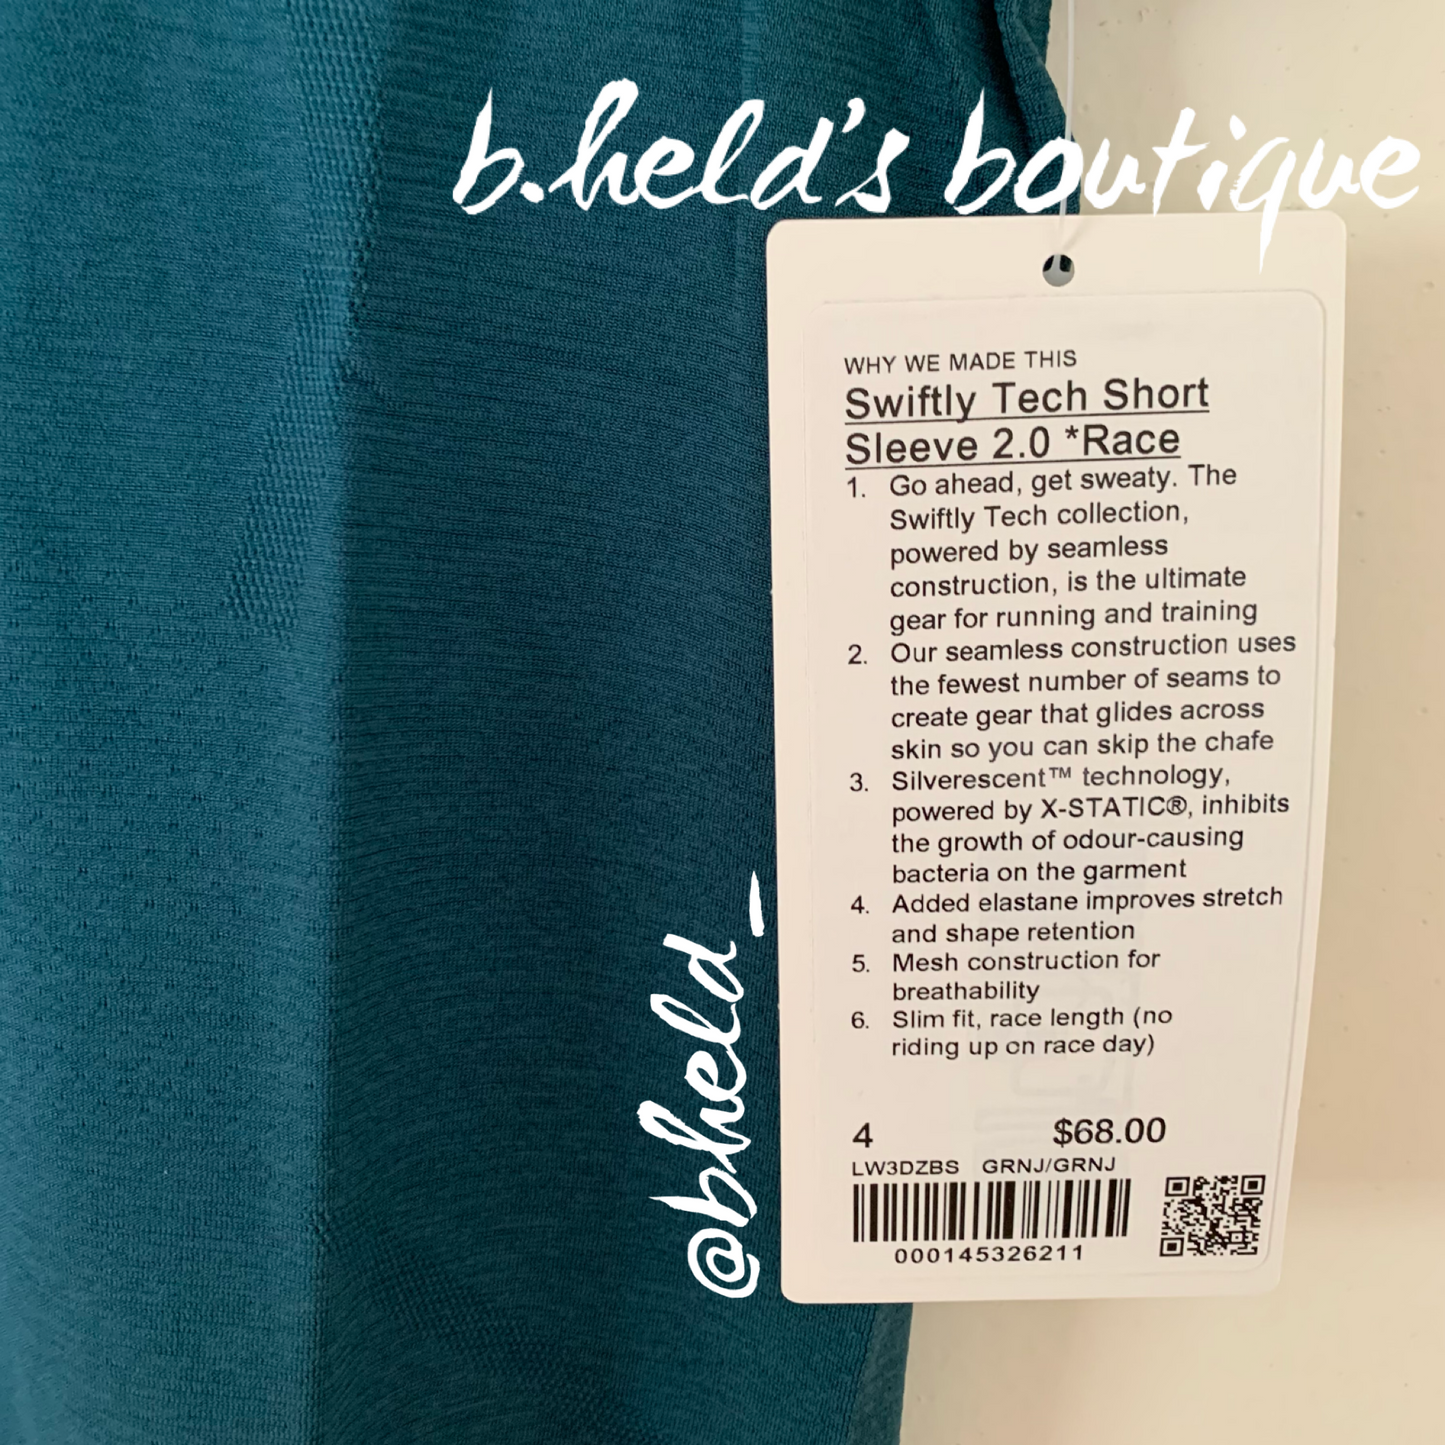 b.held's boutique
WHY WE MADE THIS
Swiftly Tech Short
Sleeve 2.0 *Race
1. Go ahead, get sweaty. The
Swiftly Tech collection,
powered by seamless
construction, is the ultimate
gear for running and training
2. Our seamless construction uses
the fewest number of seams to
create gear that glides across
skin so you can skip the chafe
3. Silverescent™ technology,
powered by X-STATIC®, inhibits
the growth of odour-causing
bacteria on the garment
4. Added elastane improves stretch
and shape retention
5. Mesh construction for
breathability
6. Slim fit, race length (no
riding up on race day)
4 $68.00
LW3DZBS GRNJ/GRNJ
000145326211
@bheld_